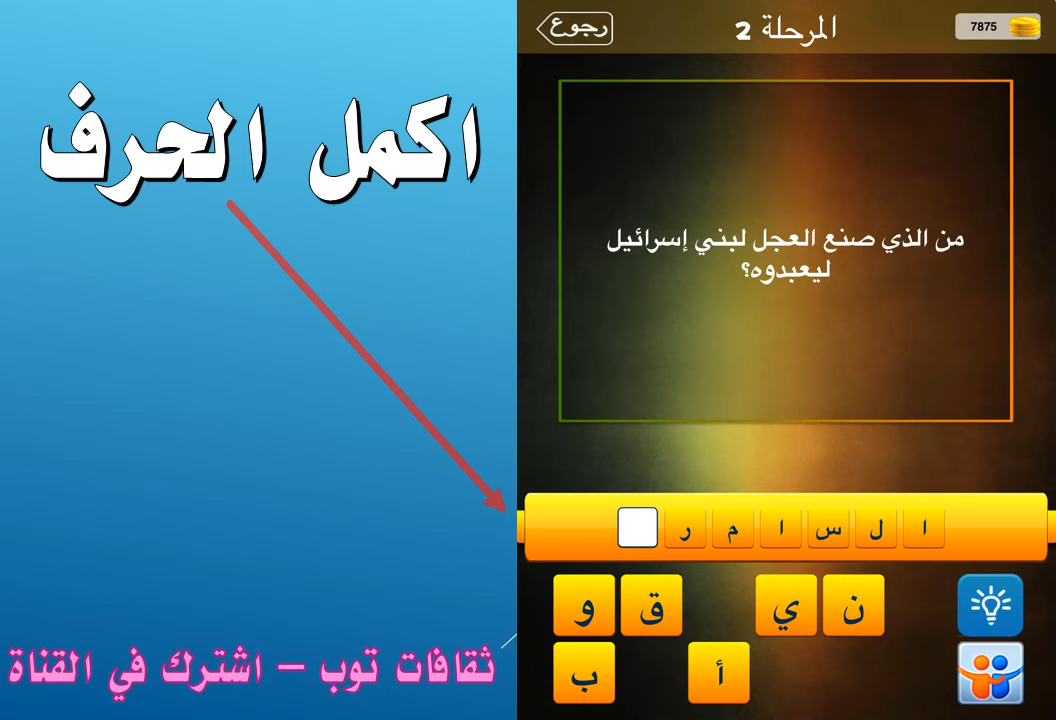 اكمل الحرف
ثقافات توب – اشترك في القناة
رجوع
المرحلة 2
7875
من الذي صنع العجل لبني إسرائيل
ليعبدوه؟
ا ل س ا م ر
ن ي ق و
أ ب